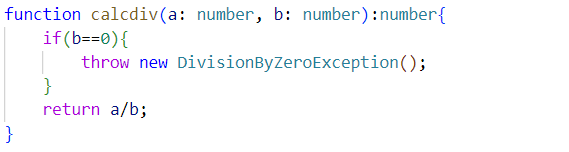 function calcdiv(a: number, b: number):number{
    if(b==0){
        throw new DivisionByZeroException();
    }
    return a/b;
}